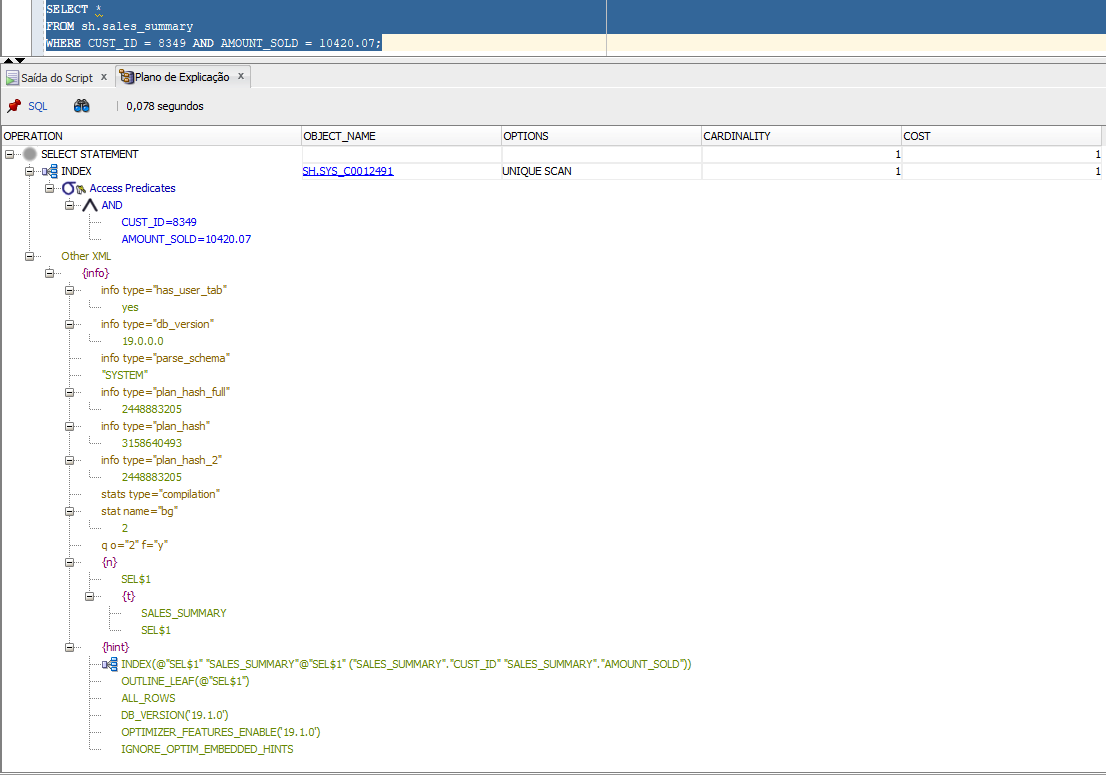 SELECT *
FROM sh.sales_summary
WHERE CUST_ID = 8349 AND AMOUNT_SOLD = 10420.07;
Saída do Script x Plano de Explicação x
SQL | 0,078 segundos
OPERATION OBJECT_NAME OPTIONS CARDINALITY COST
SELECT STATEMENT 1 1
INDEX SH.SYS_C0012491 UNIQUE SCAN 1 1
Access Predicates
AND
CUST_ID=8349
AMOUNT_SOLD=10420.07
Other XML
{info}
info type="has_user_tab"
yes
info type="db_version"
19.0.0.0
info type="parse_schema"
"SYSTEM"
info type="plan_hash_full"
2448883205
info type="plan_hash"
3158640493
info type="plan_hash_2"
2448883205
stats type="compilation"
stat name="bg"
2
q o="2" f="y"
{n}
SEL$1
{t}
SALES_SUMMARY
SEL$1
{hint}
INDEX(@"SEL$1" "SALES_SUMMARY"@"SEL$1" ("SALES_SUMMARY"."CUST_ID" "SALES_SUMMARY"."AMOUNT_SOLD"))
OUTLINE_LEAF(@"SEL$1")
ALL_ROWS
DB_VERSION('19.1.0')
OPTIMIZER_FEATURES_ENABLE('19.1.0')
IGNORE_OPTIM_EMBEDDED_HINTS